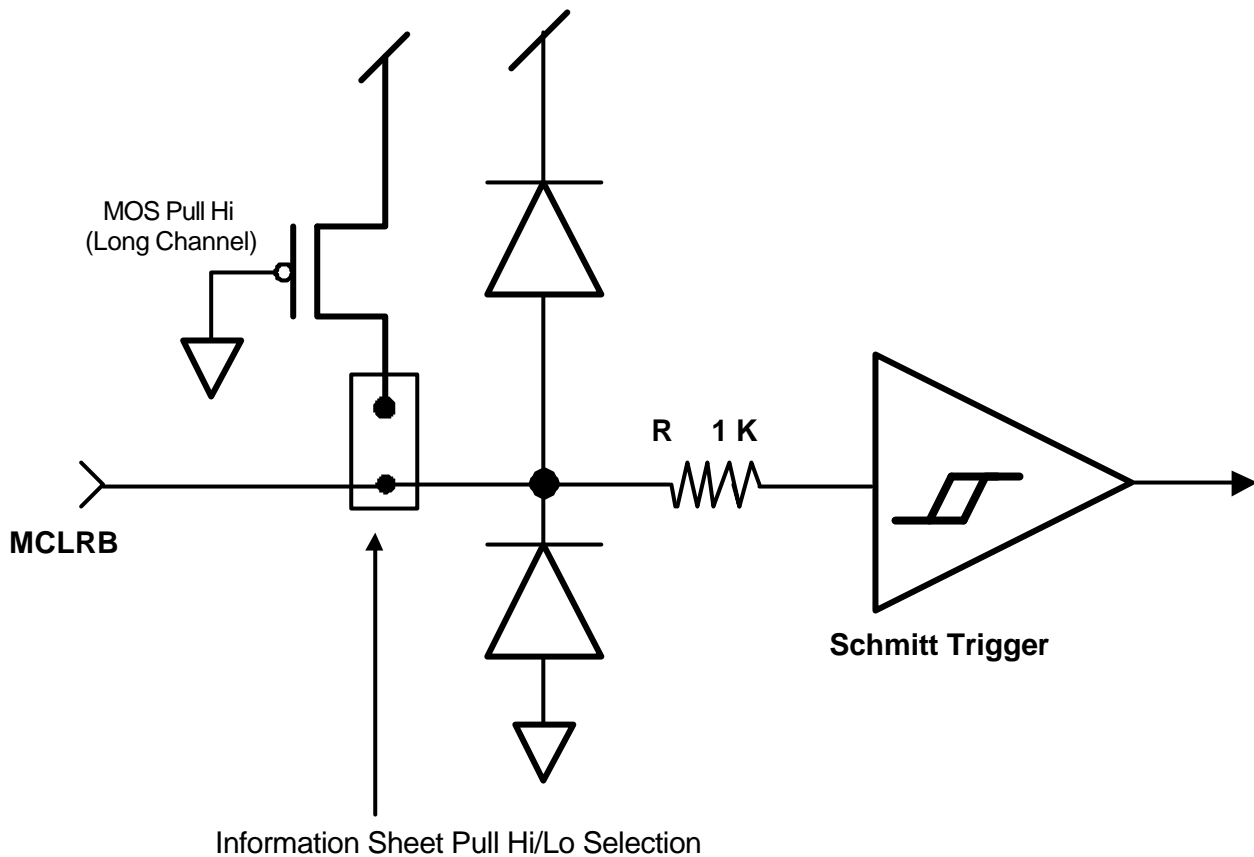 MOS Pull Hi
(Long Channel)
R 1 K
MCLRB
Schmitt Trigger
Information Sheet Pull Hi/Lo Selection